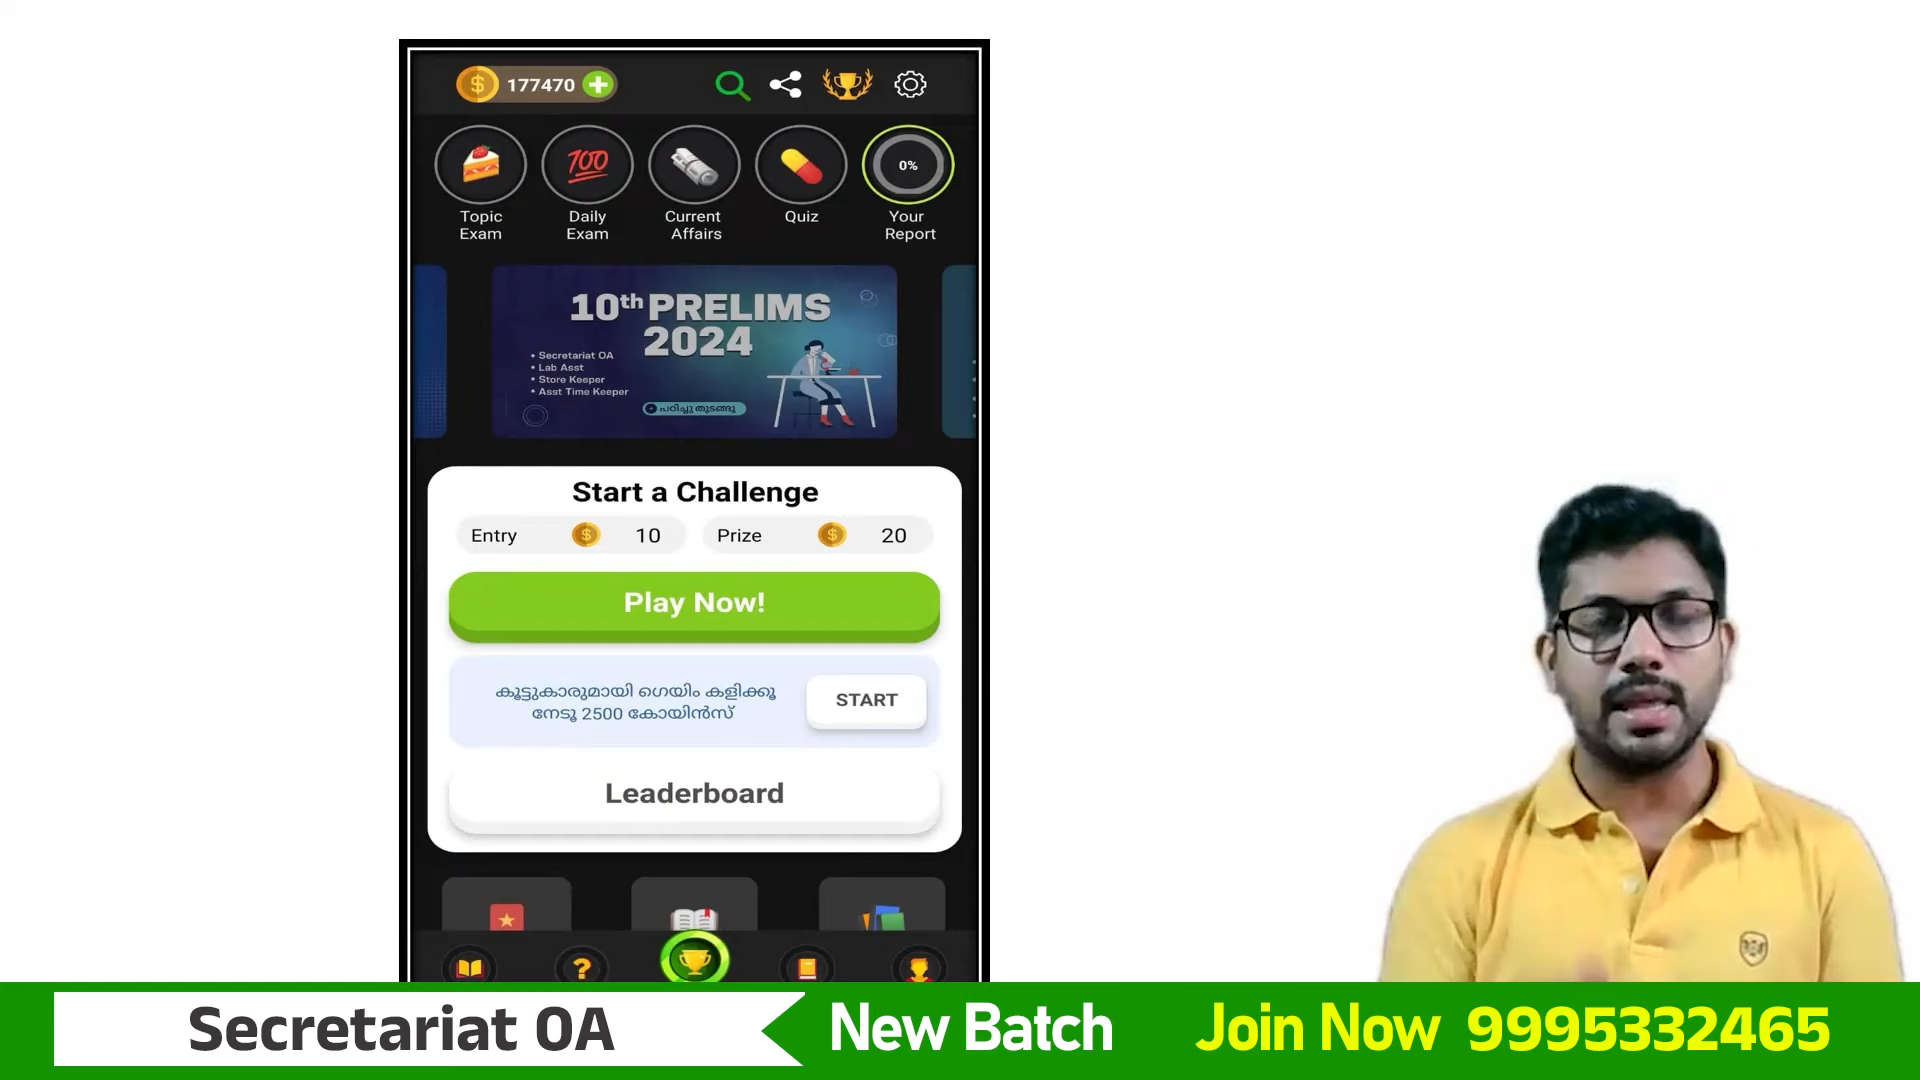 177470
Topic Exam
Daily Exam
Current Affairs
Quiz
0%
Your Report
10th PRELIMS
2024
• Secretariat OA
• Lab Asst
• Store Keeper
• Asst Time Keeper
പഠിച്ചു തുടങ്ങൂ
Start a Challenge
Entry 10 Prize 20
Play Now!
കൂട്ടുകാരുമായി ഗെയിം കളിക്കൂ
നേടൂ 2500 കോയിൻസ്
START
Leaderboard
Secretariat OA New Batch Join Now 9995332465